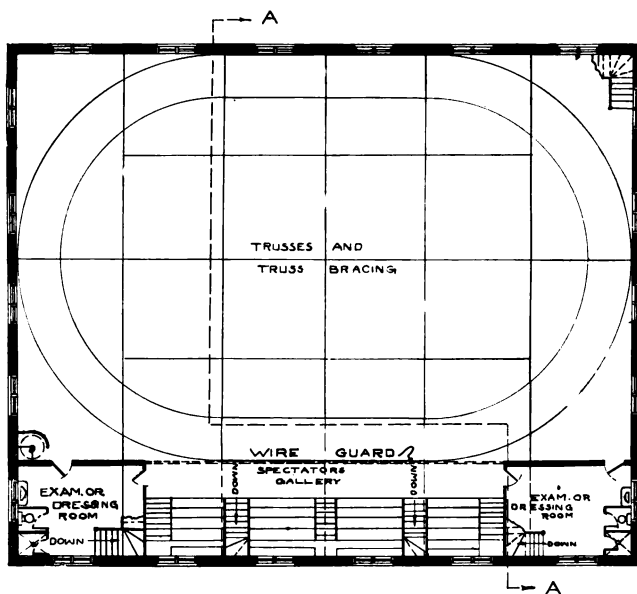 A
TRUSSES AND
TRUSS BRACING
WIRE GUARD
DOWN
SPECTATORS
GALLERY
DOWN
EXAM. OR
DRESSING
ROOM
DOWN
EXAM. OR
DRESSING
ROOM
DOWN
A